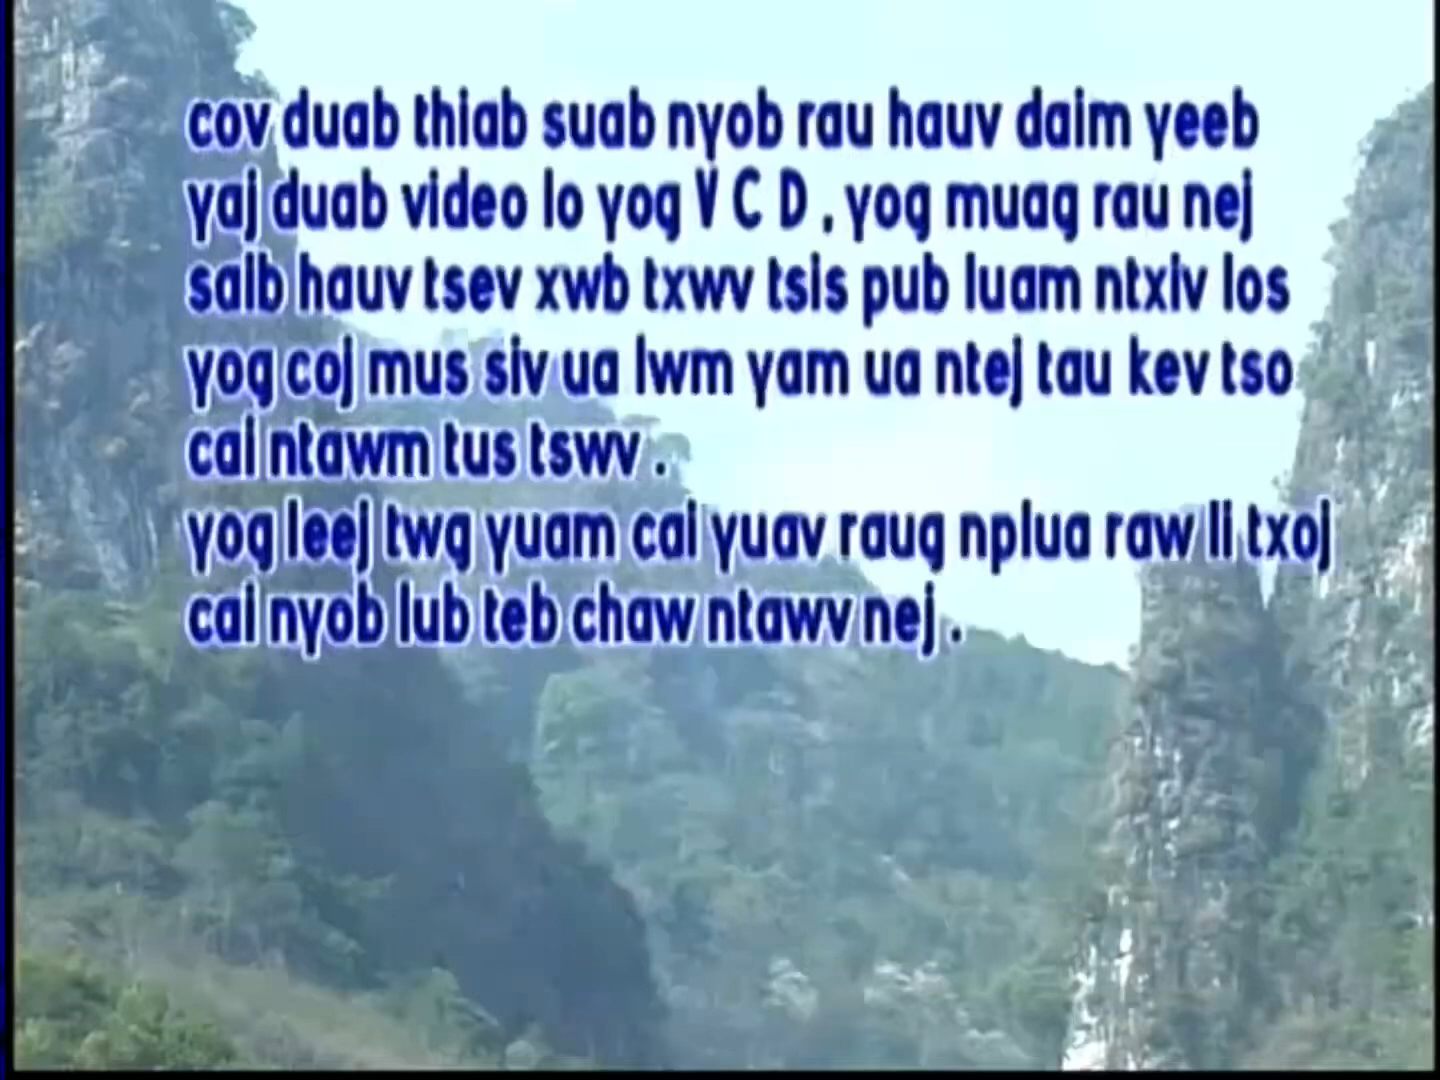 cov duab thiab suab nyob rau hauv daim yeeb
yaj duab video lo yog V C D , yog muag rau nej
saib hauv tsev xwb txwv tsis pub luam ntxiv los
yog coj mus siv ua lwm yam ua ntej tau kev tso
cai ntawm tus tswv .
yog leej twg yuam cai yuav raug nplua raw li txoj
cai nyob lub teb chaw ntawv nej .